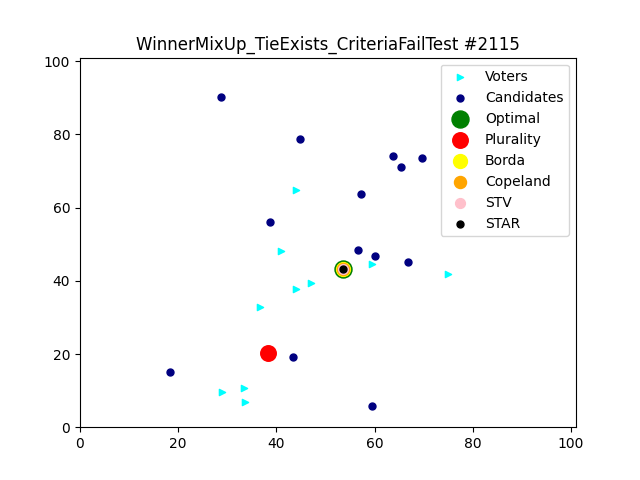 WinnerMixUp_TieExists_CriteriaFailTest #2115
100
80
60
40
20
0
0 20 40 60 80 100
Voters
Candidates
Optimal
Plurality
Borda
Copeland
STV
STAR